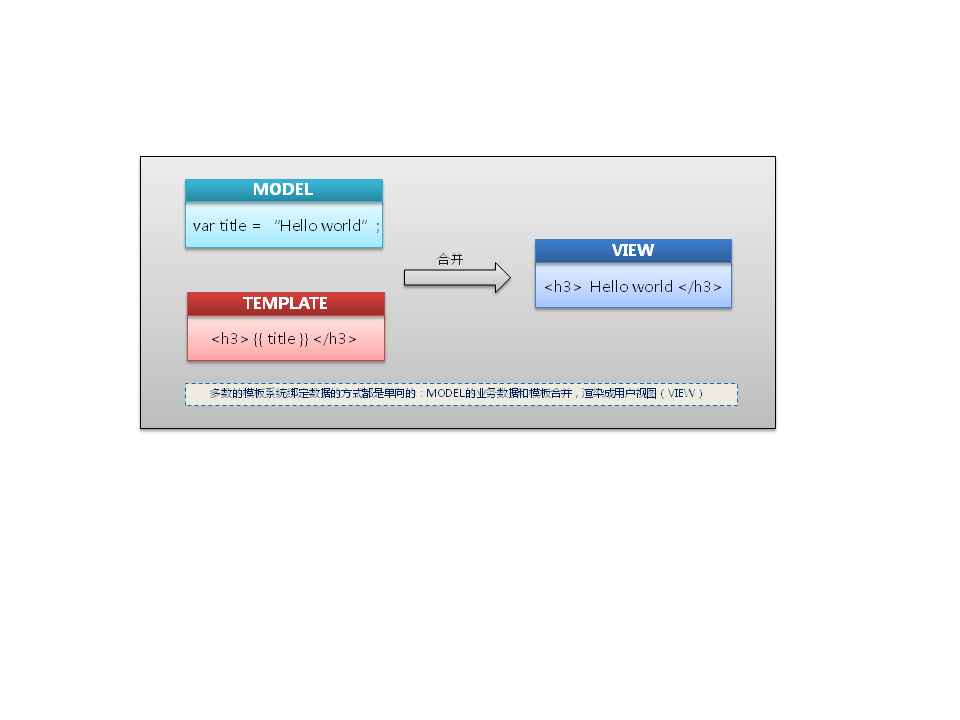 MODEL
var title = “Hello world” ;
合并
VIEW
<h3> Hello world </h3>
TEMPLATE
<h3> {{ title }} </h3>
多数的模板系统绑定数据的方式都是单向的：MODEL的业务数据和模板合并，渲染成用户视图（VIEW）